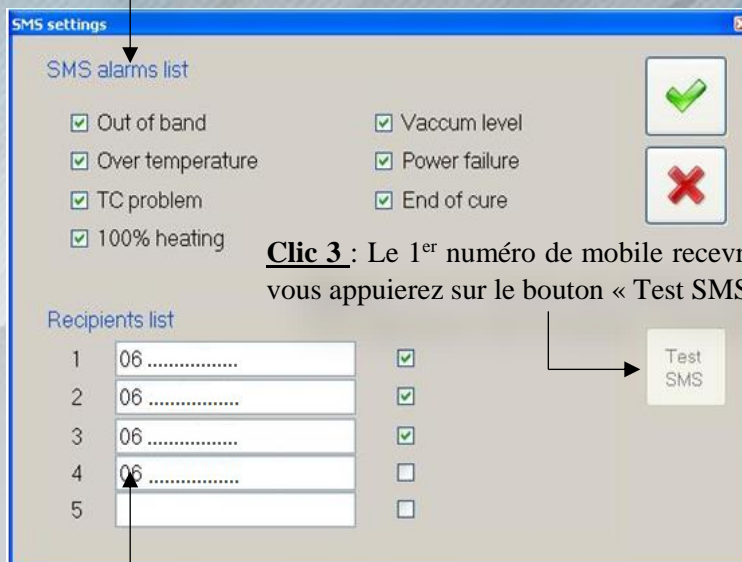 SMS settings
SMS alarms list
Out of band
Vaccum level
Over temperature
Power failure
TC problem
End of cure
100% heating
Clic 3 : Le 1er numéro de mobile recevr
vous appuierez sur le bouton « Test SMS
Recipients list
1 06 .................
2 06 .................
3 06 .................
4 06 .................
5
Test
SMS